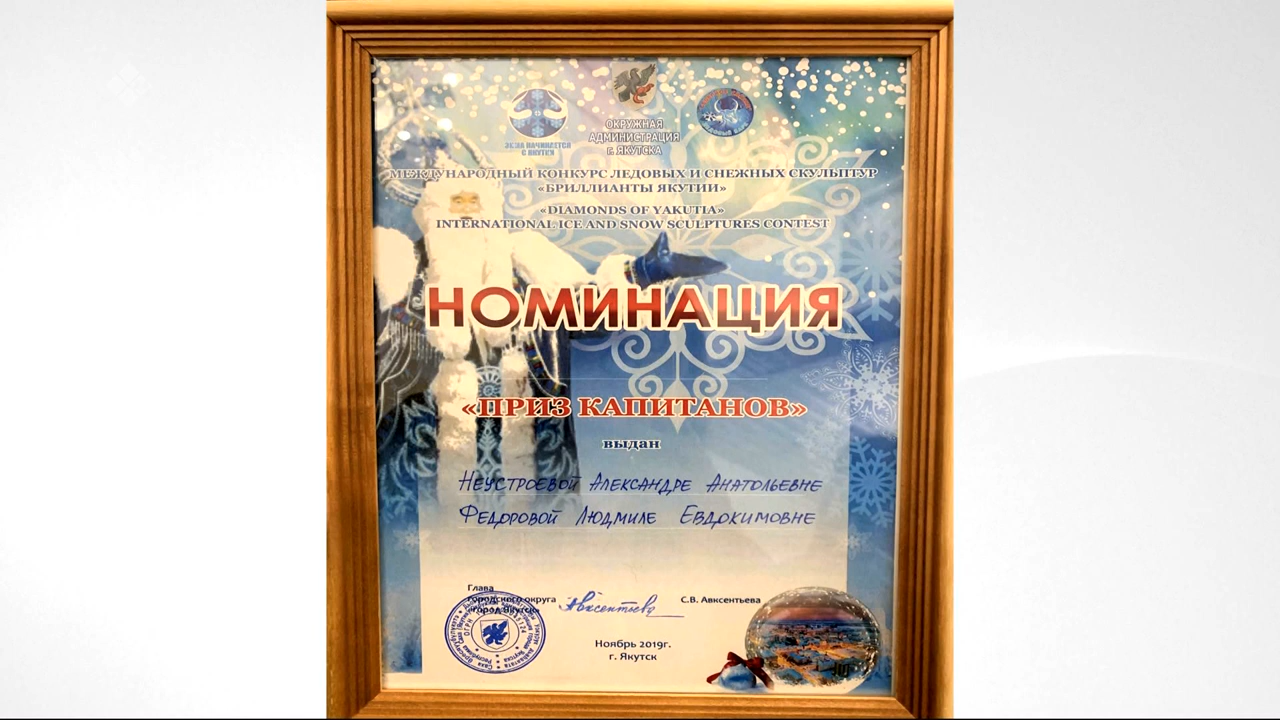 ЗИМА НАЧИНАЕТСЯ
С ЯКУТИИ
ОКРУЖНАЯ
АДМИНИСТРАЦИЯ
г. ЯКУТСКА
МЕЖДУНАРОДНЫЙ КОНКУРС ЛЕДОВЫХ И СНЕЖНЫХ СКУЛЬПТУР
«БРИЛЛИАНТЫ ЯКУТИИ»
«DIAMONDS OF YAKUTIA»
INTERNATIONAL ICE AND SNOW SCULPTURES CONTEST
НОМИНАЦИЯ
«ПРИЗ КАПИТАНОВ»
выдан
Неустроевой Александре Анатольевне
Федоровой Людмиле Евдокимовне
Глава
городского округа
«Город Якутск»
С.В. Авксентьева
Ноябрь 2019г.
г. Якутск